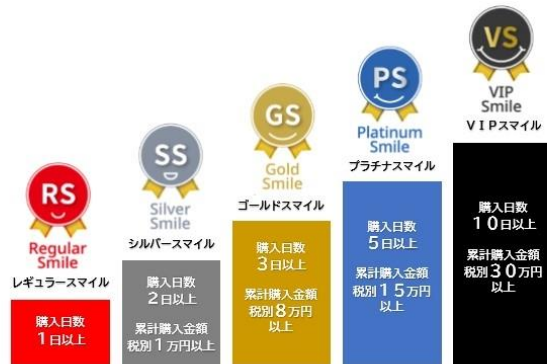 RS
Regular
Smile
レギュラースマイル
購入日数
1日以上
SS
Silver
Smile
シルバースマイル
購入日数
2日以上
累計購入金額
税別1万円以上
GS
Gold
Smile
ゴールドスマイル
購入日数
3日以上
累計購入金額
税別8万円
以上
PS
Platinum
Smile
プラチナスマイル
購入日数
5日以上
累計購入金額
税別15万円
以上
VS
VIP
Smile
VIPスマイル
購入日数
10日以上
累計購入金額
税別30万円
以上